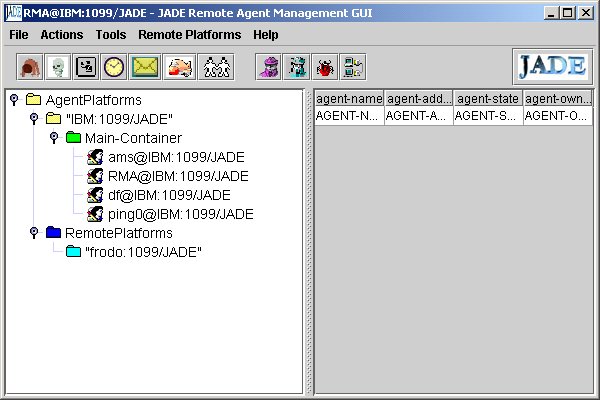 RMA@IBM:1099/JADE - JADE Remote Agent Management GUI
File Actions Tools Remote Platforms Help
JADE
AgentPlatforms
"IBM:1099/JADE"
Main-Container
ams@IBM:1099/JADE
RMA@IBM:1099/JADE
df@IBM:1099/JADE
ping0@IBM:1099/JADE
RemotePlatforms
"frodo:1099/JADE"
agent-name agent-add... agent-state agent-own...
AGENT-N... AGENT-A... AGENT-S... AGENT-O...